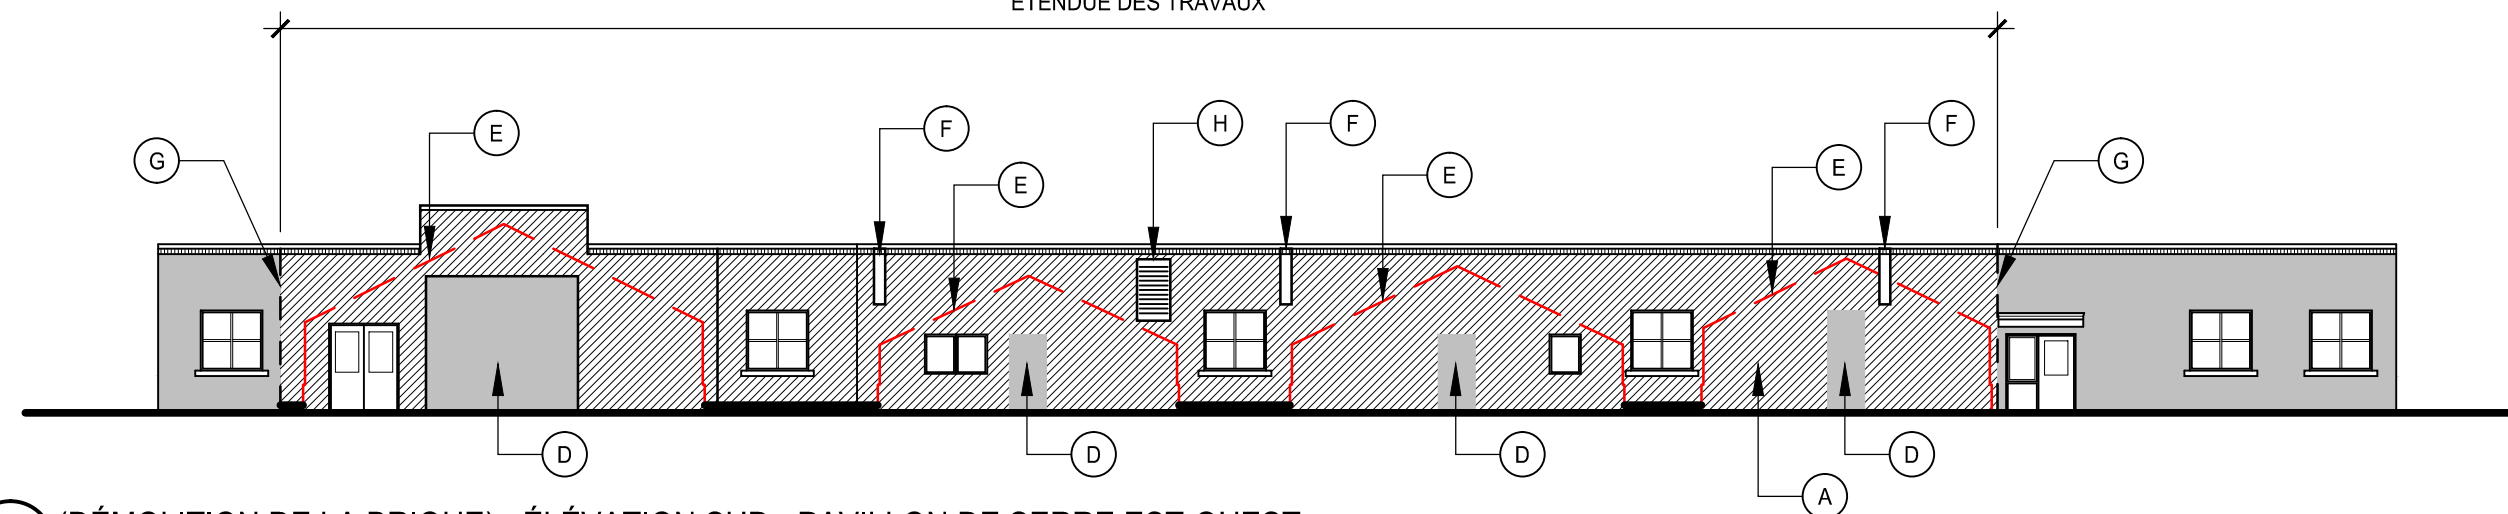 ÉTENDUE DES TRAVAUX
E
F
H
F
F
G
E
E
E
G
D
D
D
D
A
(DÉMOLITION DE LA BRIQUE) - ÉLÉVATION SUD - PAVILLON DE SERRE EST-OUEST